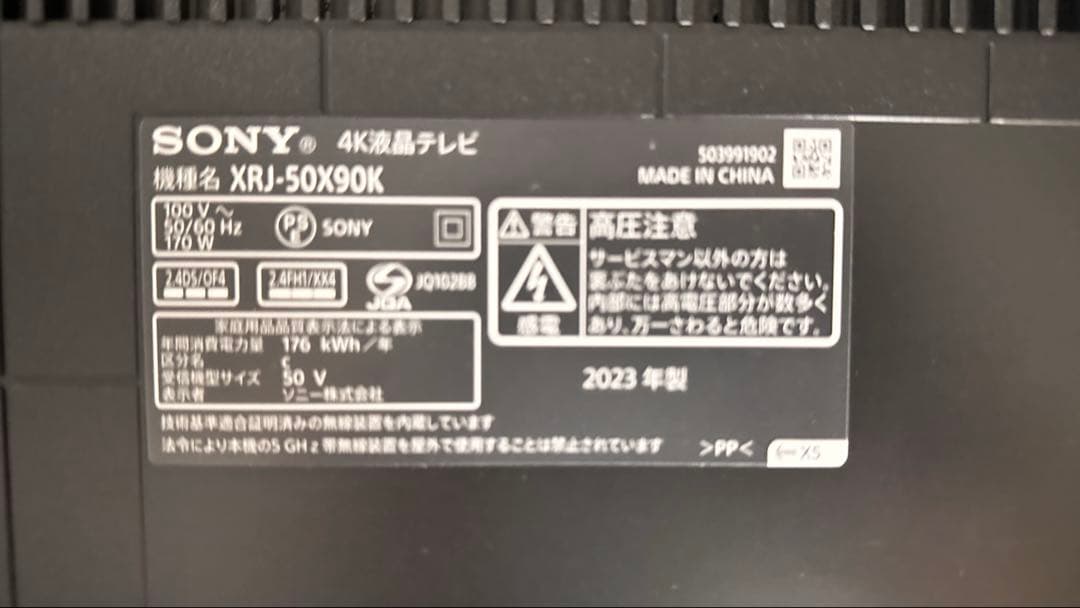 SONY® 4K液晶テレビ
503991902
機種名 XRJ-50X90K
MADE IN CHINA
100 V～
50/60 Hz
170 W
PS E SONY
2.4DS/OF4
2.4FH1/XX4
JQA
JQ102BB
家庭用品品質表示法による表示
年間消費電力量 176 kWh/年
区分名
受信機型サイズ 50 V
表示者 ソニー株式会社
警告
感電
高圧注意
サービスマン以外の方は
裏ぶたをあけないでください。
内部には高電圧部分が数多く
あり、万一さわると危険です。
2023 年製
技術基準適合証明済みの無線装置を内蔵しています
法令により本機の5 GHz 帯無線装置を屋外で使用することは禁止されています
>PP<
X5